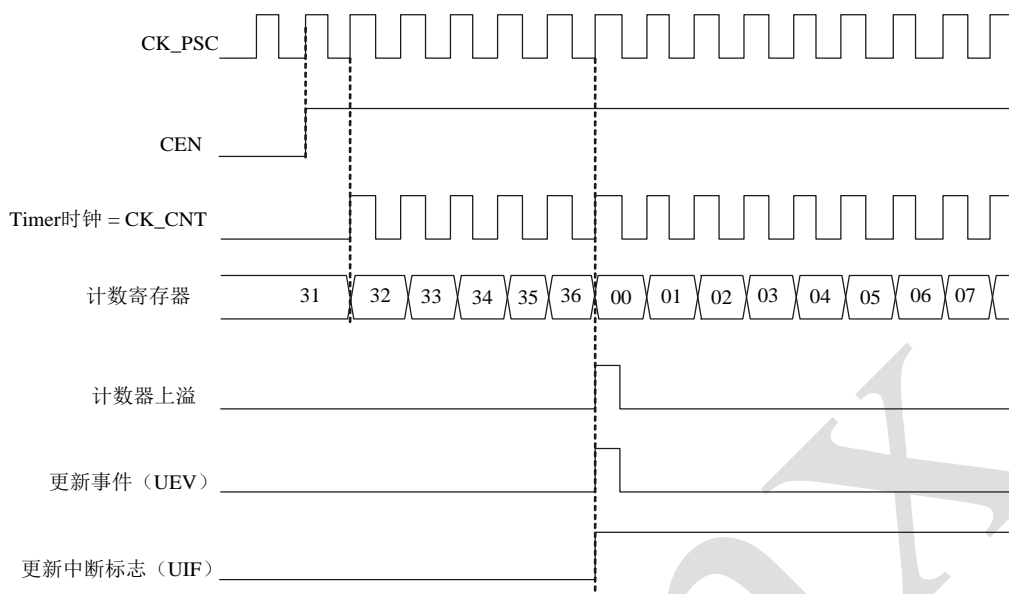 CK_PSC
CEN
Timer时钟 = CK_CNT
计数寄存器 31 32 33 34 35 36 00 01 02 03 04 05 06 07
计数器上溢
更新事件（UEV）
更新中断标志（UIF）